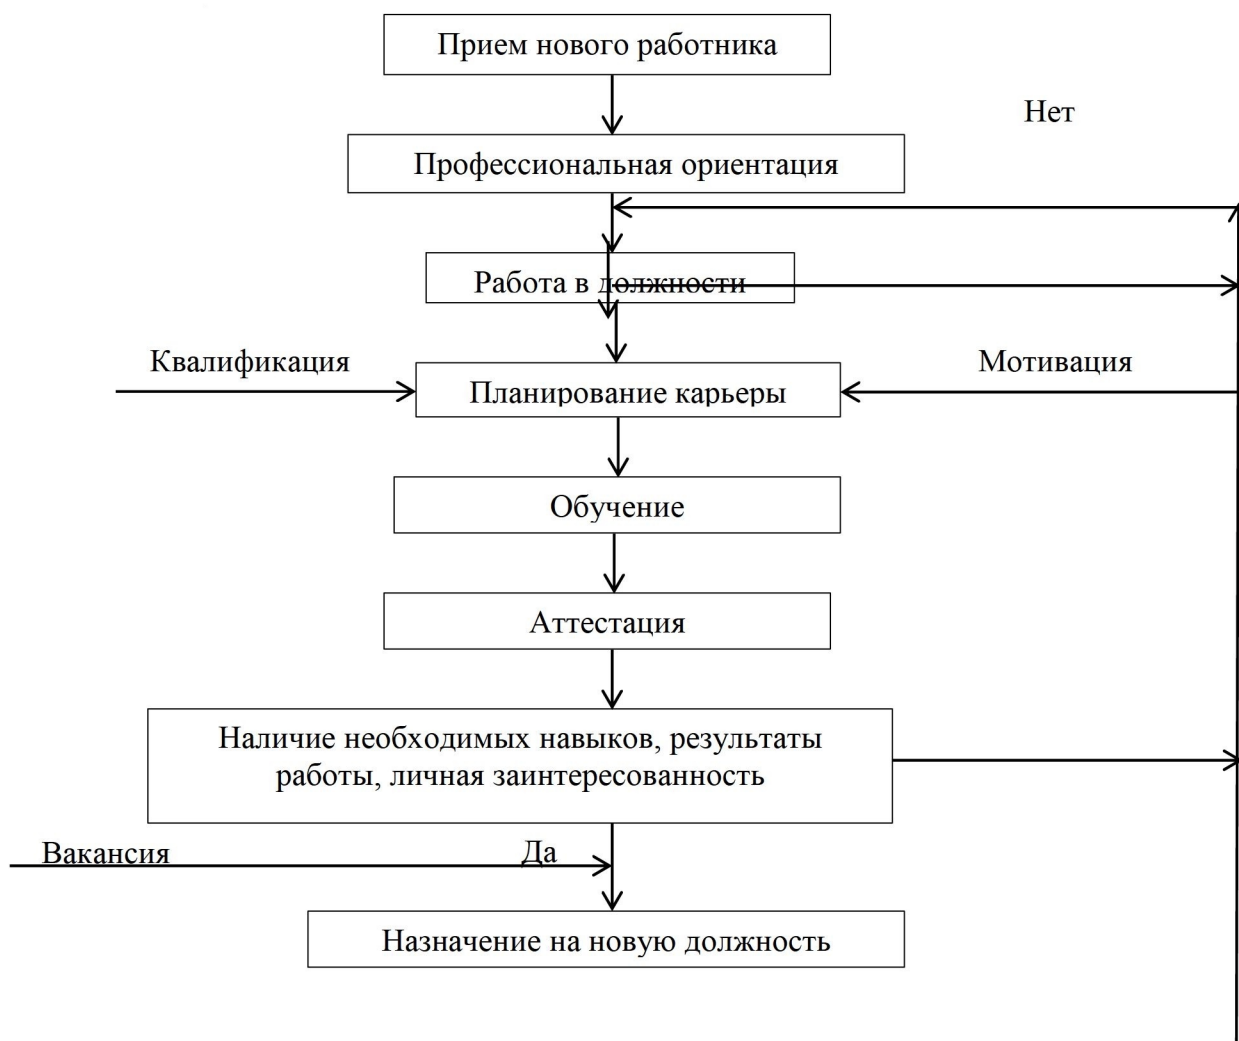 Прием нового работника
Нет
Профессиональная ориентация
Работа в должности
Квалификация
Мотивация
Планирование карьеры
Обучение
Аттестация
Наличие необходимых навыков, результаты
работы, личная заинтересованность
Вакансия
Да
Назначение на новую должность